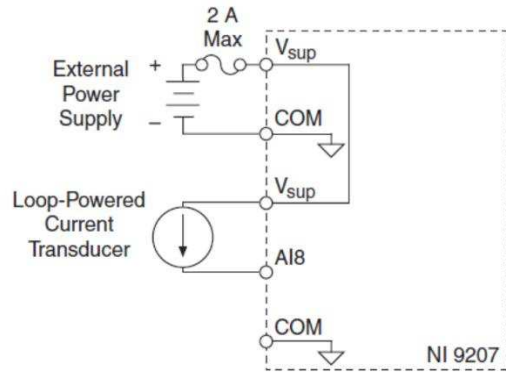 2 A
Max
External
Power
Supply
+
–
Vsup
COM
Loop-Powered
Current
Transducer
Vsup
AI8
COM
NI 9207